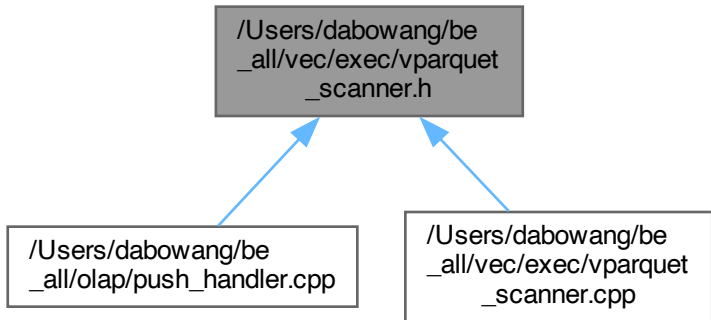 /Users/dabowang/be
_all/vec/exec/vparquet
_scanner.h
/Users/dabowang/be
_all/olap/push_handler.cpp
/Users/dabowang/be
_all/vec/exec/vparquet
_scanner.cpp